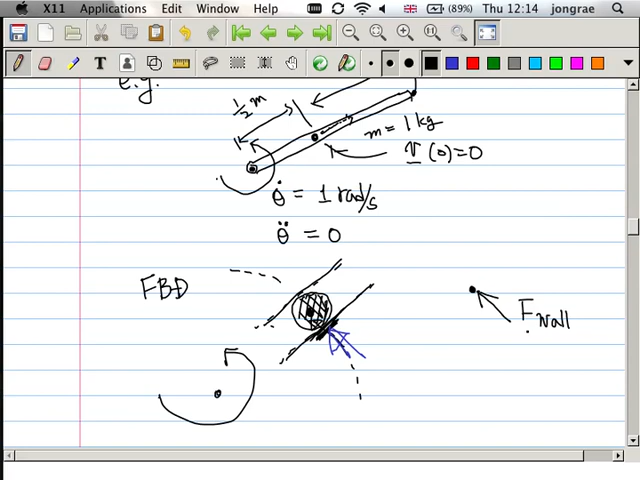 X11 Applications Edit Window Help (89%) Thu 12:14 jongrae
T
e.g.
1/2 m
m = 1 kg
v (0) = 0
θ̇ = 1 rad/s
θ̈ = 0
FBD
F wall